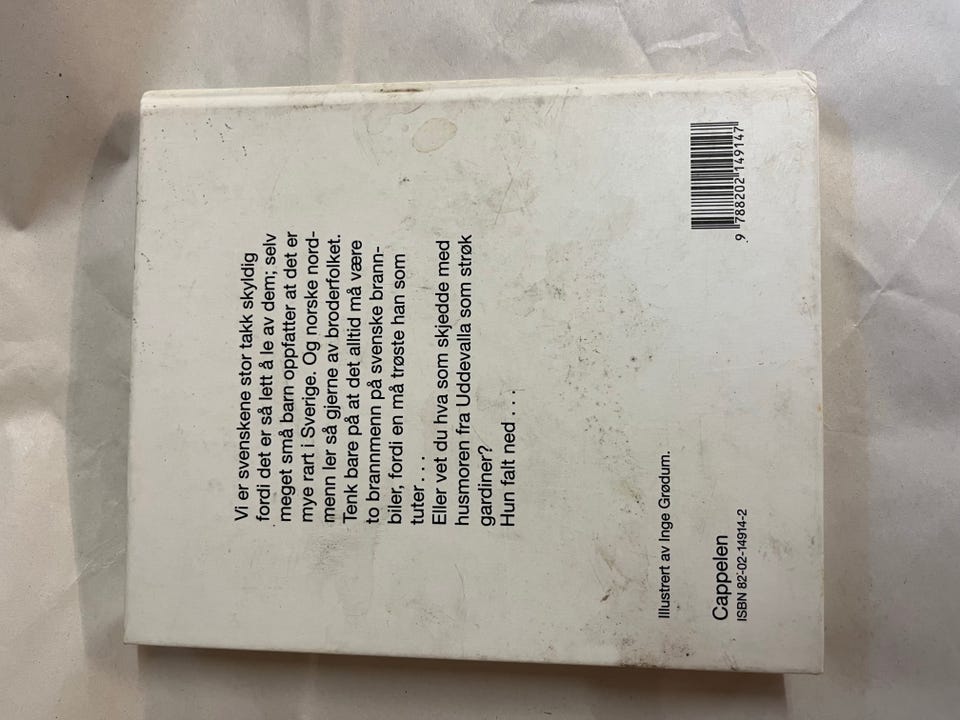 Vi er svenskene stor takk skyldig
fordi det er så lett å le av dem; selv
meget små barn oppfatter at det er
mye rart i Sverige. Og norske nord-
menn ler så gjerne av broderfolket.
Tenk bare på at det alltid må være
to brannmenn på svenske brann-
biler, fordi en må trøste han som
tuter . . .
Eller vet du hva som skjedde med
husmoren fra Uddevalla som strøk
gardiner?
Hun falt ned . . .
Illustrert av Inge Grødum.
Cappelen
ISBN 82-02-14914-2
9 788202 149147